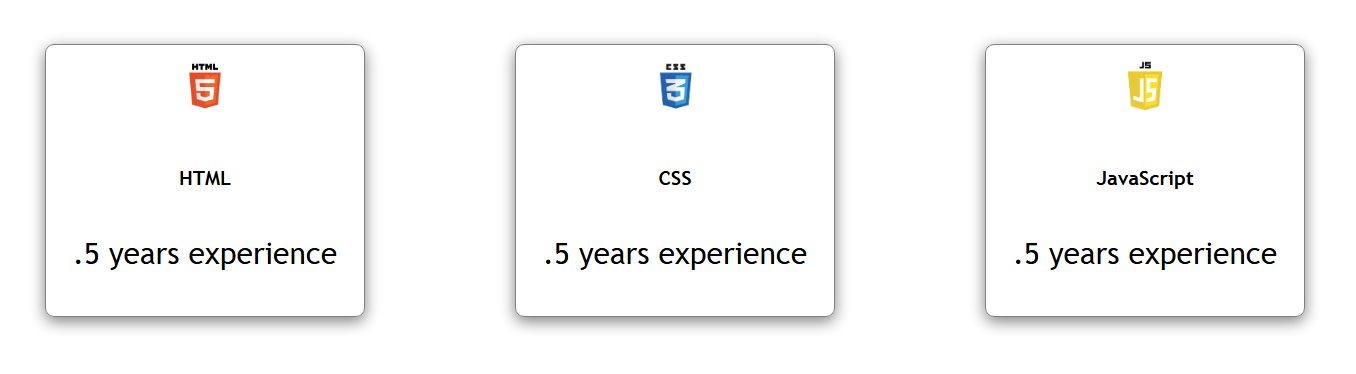 HTML
5
HTML
.5 years experience
CSS
3
CSS
.5 years experience
JS
JS
JavaScript
.5 years experience